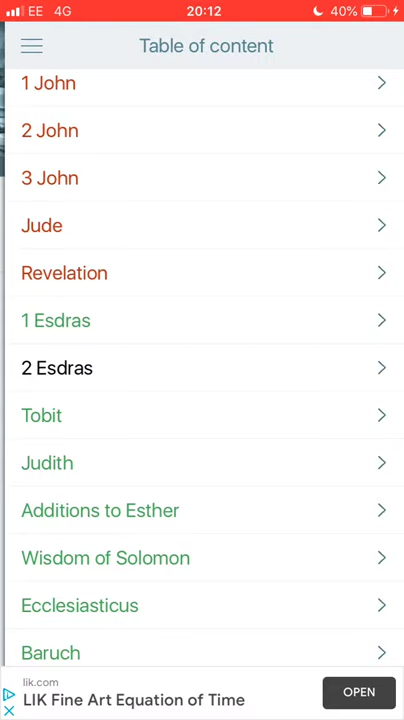 EE 4G 20:12 40%
Table of content
1 John
2 John
3 John
Jude
Revelation
1 Esdras
2 Esdras
Tobit
Judith
Additions to Esther
Wisdom of Solomon
Ecclesiasticus
Baruch
lik.com
LIK Fine Art Equation of Time
OPEN